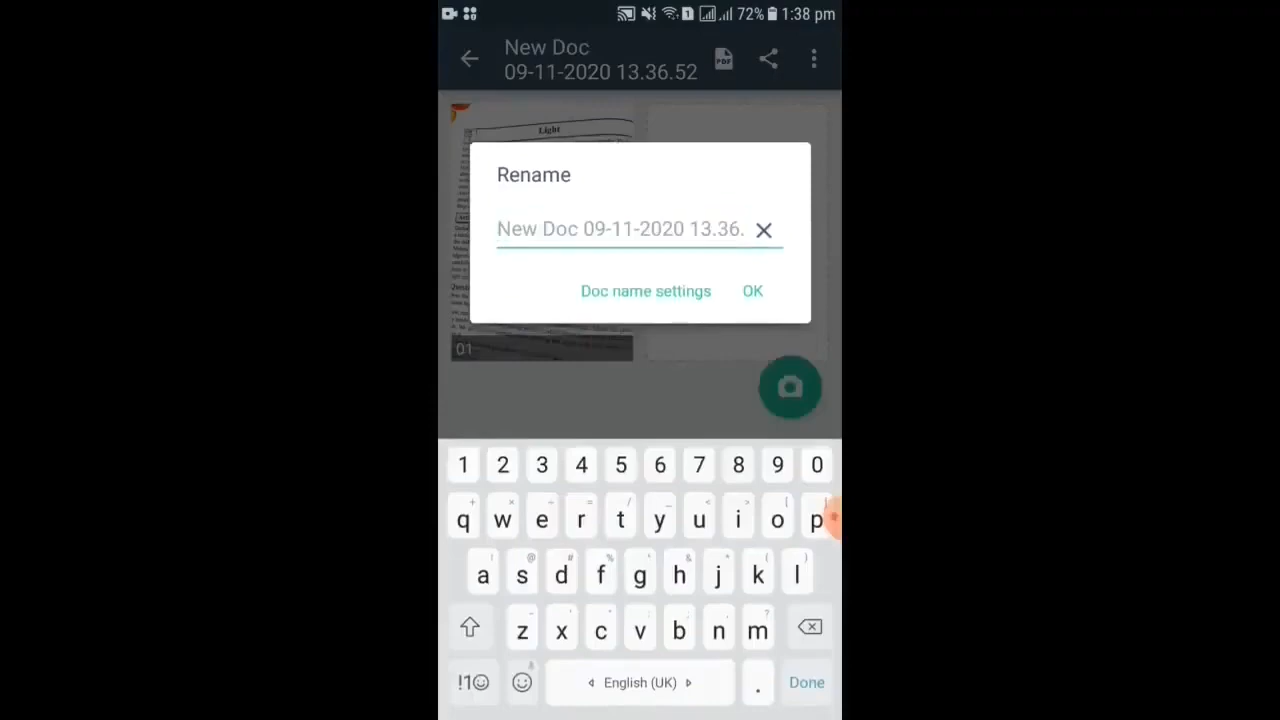 72% 1:38 pm
New Doc
09-11-2020 13.36.52
PDF
Light
Rename
New Doc 09-11-2020 13.36.
Doc name settings OK
01
1 2 3 4 5 6 7 8 9 0
q w e r t y u i o p
a s d f g h j k l
z x c v b n m
!1 English (UK) . Done